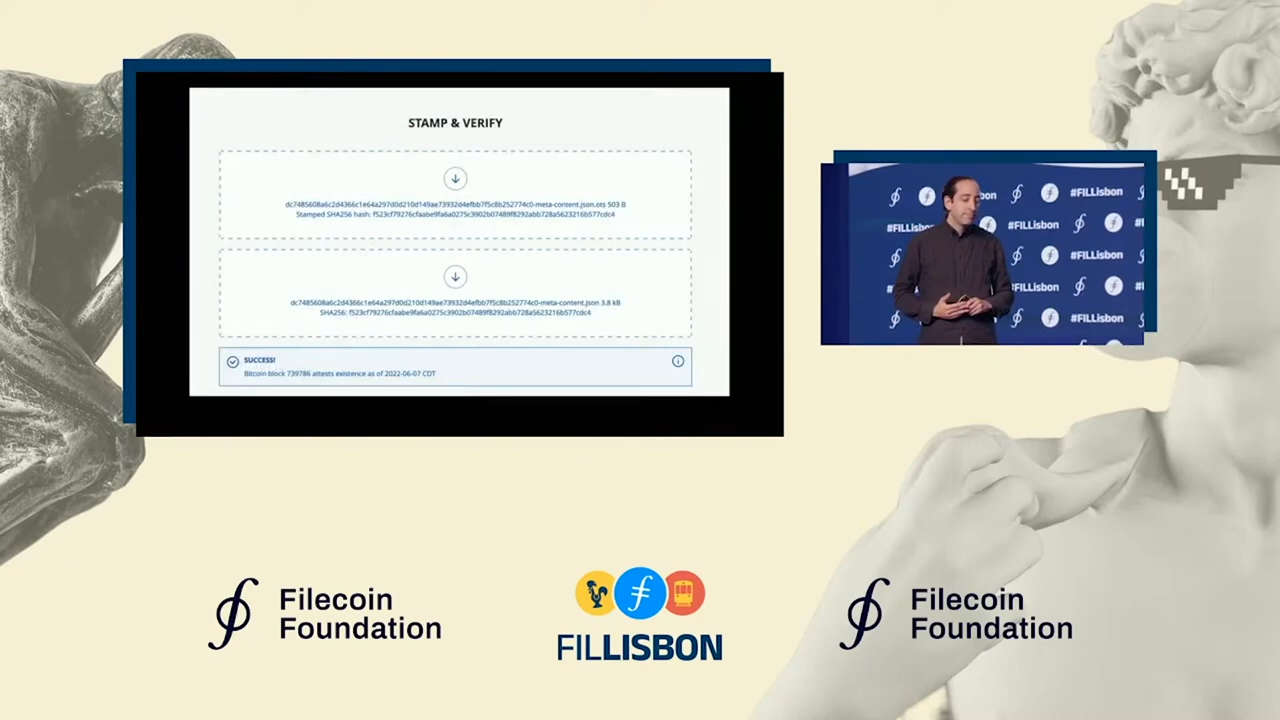 STAMP & VERIFY
dc7485608a6c2d4366c1e64a297d0d210d149ae73932d4efbb7f5c8b252774c0-meta-content.json.ots 503 B
Stamped SHA256 hash: f523cf79276cfaabe9fa6a0275c3902b07489f8292abb728a5623216b577cdc4
dc7485608a6c2d4366c1e64a297d0d210d149ae73932d4efbb7f5c8b252774c0-meta-content.json 3.8 kB
SHA256: f523cf79276cfaabe9fa6a0275c3902b07489f8292abb728a5623216b577cdc4
SUCCESS!
Bitcoin block 739786 attests existence as of 2022-06-07 CDT
#FILLisbon
#FILLisbon
#FILLisbon
#FILLisbon
#FILLisbon
#FILLisbon
Filecoin
Foundation
FILLISBON
Filecoin
Foundation